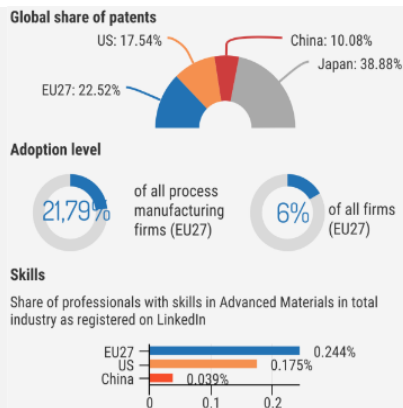 Global share of patents
US: 17.54%
China: 10.08%
Japan: 38.88%
EU27: 22.52%
Adoption level
21,79%
of all process
manufacturing
firms (EU27)
6%
of all firms
(EU27)
Skills
Share of professionals with skills in Advanced Materials in total
industry as registered on LinkedIn
EU27 0.244%
US 0.175%
China 0.039%
0 0.1 0.2